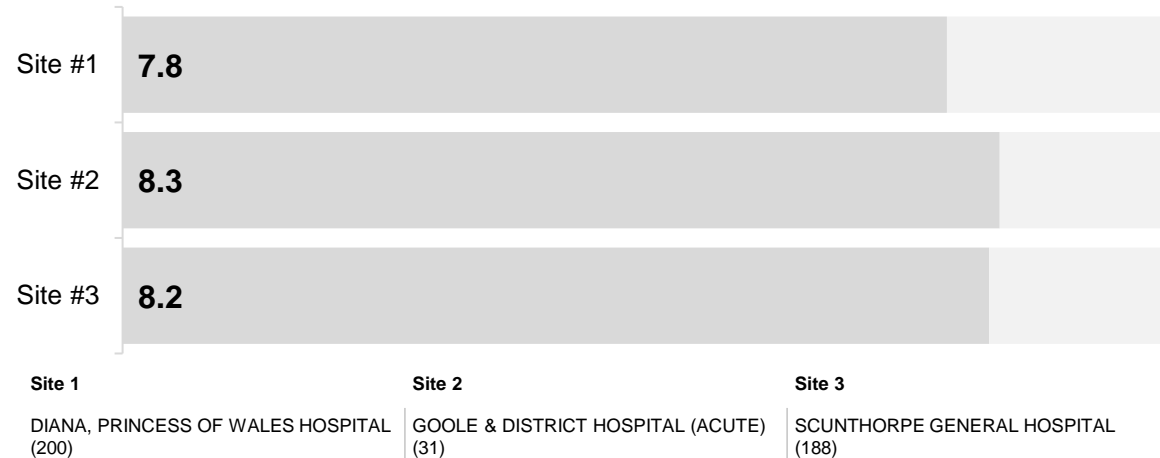 Site #1
7.8
Site #2
8.3
Site #3
8.2
Site 1
Site 2
Site 3
DIANA, PRINCESS OF WALES HOSPITAL
(200)
GOOLE & DISTRICT HOSPITAL (ACUTE)
(31)
SCUNTHORPE GENERAL HOSPITAL
(188)